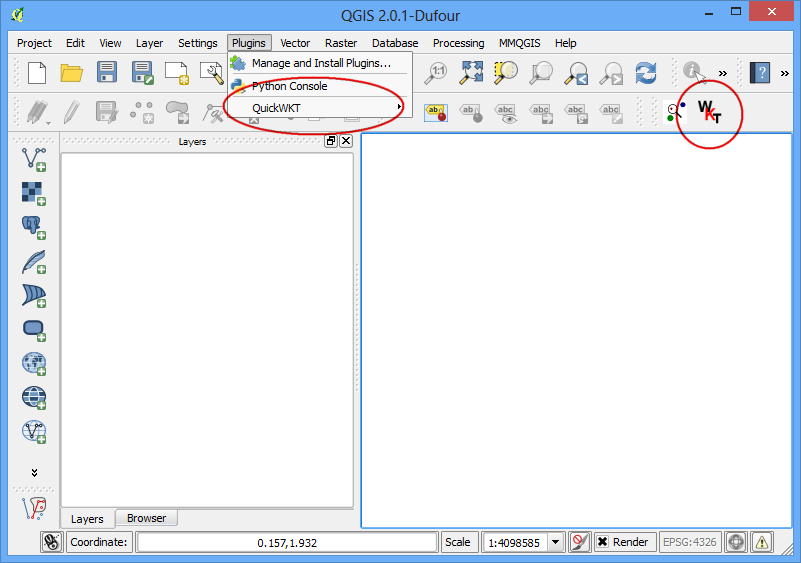 QGIS 2.0.1-Dufour
Project Edit View Layer Settings Plugins Vector Raster Database Processing MMQGIS Help
Manage and Install Plugins...
Python Console
QuickWKT
1:1
»
?
»
abc
WKT
Layers
»
Layers Browser
Coordinate: 0.157,1.932 Scale 1:4098585 Render EPSG:4326